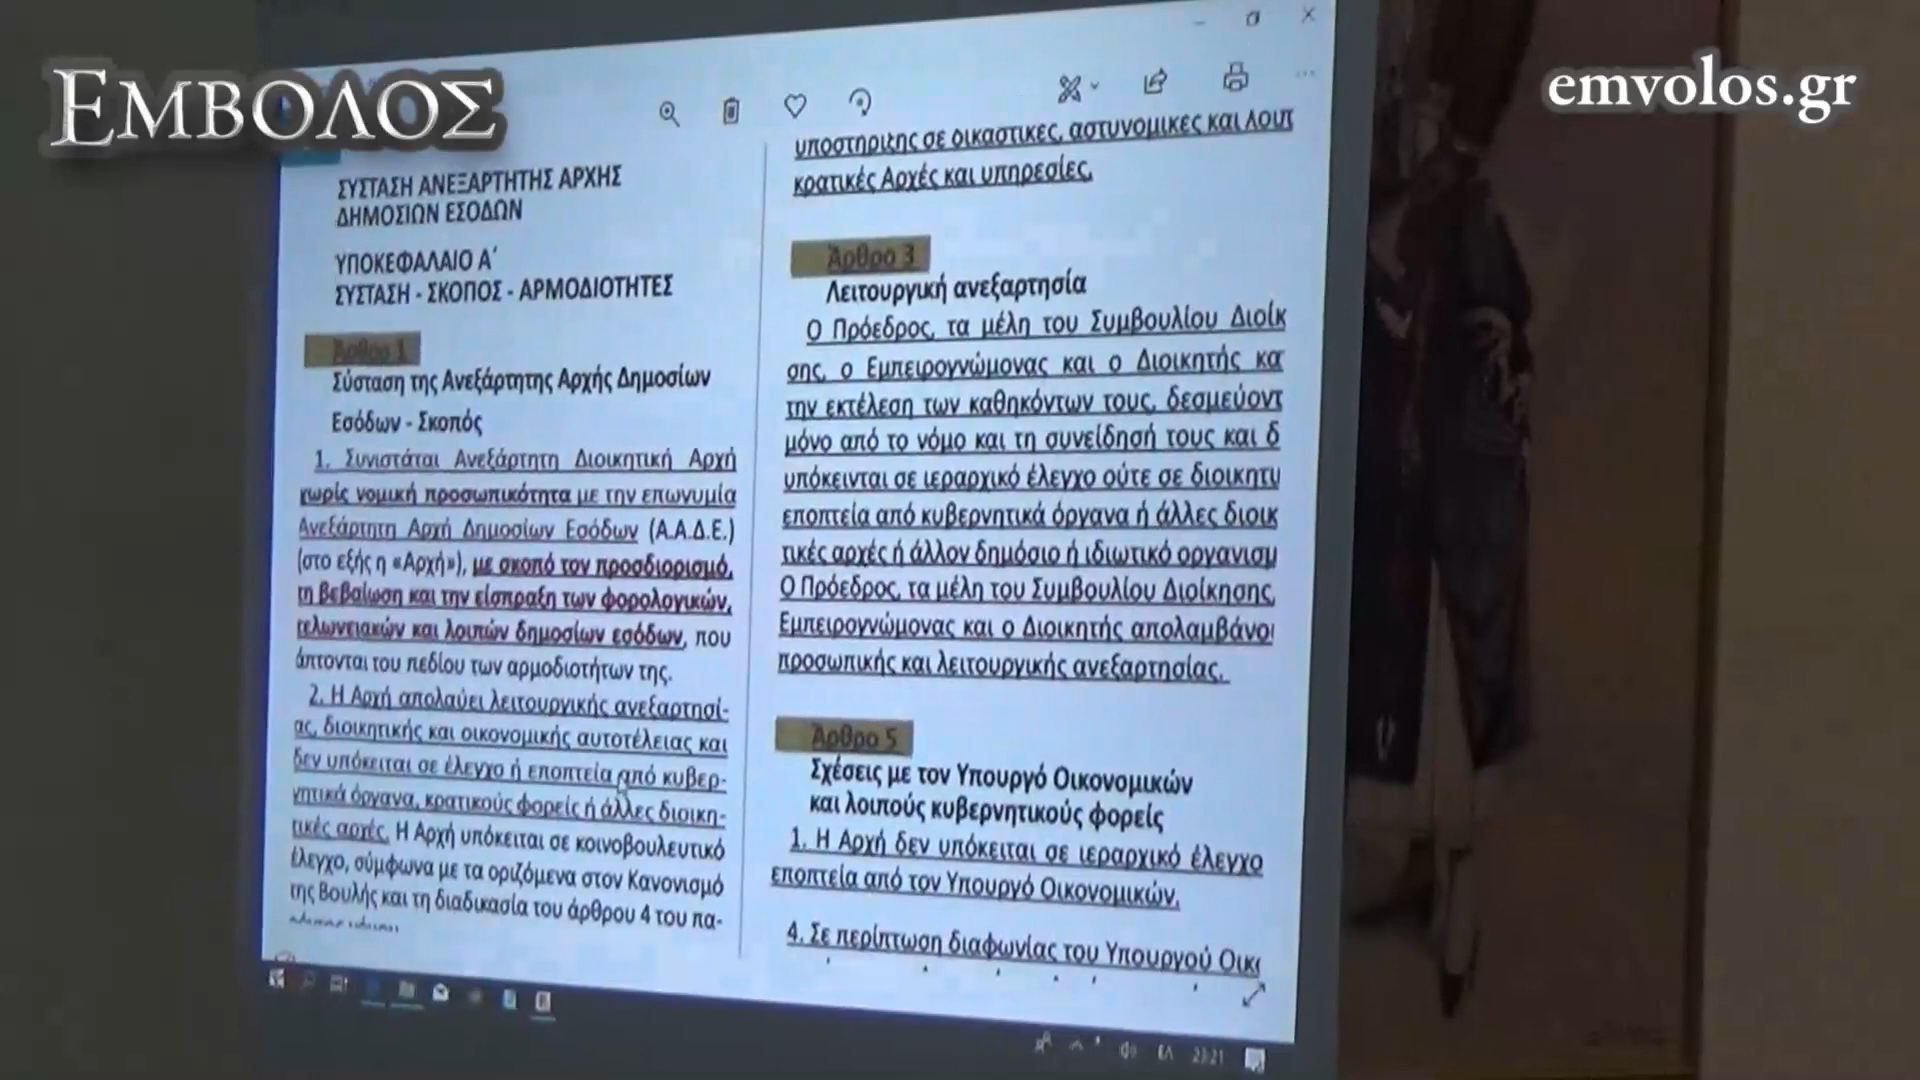 ΕΜΒΟΛΟΣ
emvolos.gr
ΣΥΣΤΑΣΗ ΑΝΕΞΑΡΤΗΤΗΣ ΑΡΧΗΣ
ΔΗΜΟΣΙΩΝ ΕΣΟΔΩΝ
ΥΠΟΚΕΦΑΛΑΙΟ Α΄
ΣΥΣΤΑΣΗ - ΣΚΟΠΟΣ - ΑΡΜΟΔΙΟΤΗΤΕΣ
Άρθρο 1
Σύσταση της Ανεξάρτητης Αρχής Δημοσίων
Εσόδων - Σκοπός
1. Συνιστάται Ανεξάρτητη Διοικητική Αρχή
χωρίς νομική προσωπικότητα με την επωνυμία
Ανεξάρτητη Αρχή Δημοσίων Εσόδων (Α.Α.Δ.Ε.)
(στο εξής η «Αρχή»), με σκοπό τον προσδιορισμό,
τη βεβαίωση και την είσπραξη των φορολογικών,
τελωνειακών και λοιπών δημοσίων εσόδων, που
άπτονται του πεδίου των αρμοδιοτήτων της.
2. Η Αρχή απολαύει λειτουργικής ανεξαρτησί-
ας, διοικητικής και οικονομικής αυτοτέλειας και
δεν υπόκειται σε έλεγχο ή εποπτεία από κυβερ-
νητικά όργανα, κρατικούς φορείς ή άλλες διοικη-
τικές αρχές. Η Αρχή υπόκειται σε κοινοβουλευτικό
έλεγχο, σύμφωνα με τα οριζόμενα στον Κανονισμό
της Βουλής και τη διαδικασία του άρθρου 4 του πα-
υποστήριξης σε δικαστικές, αστυνομικές και λοιπ
κρατικές Αρχές και υπηρεσίες.
Άρθρο 3
Λειτουργική ανεξαρτησία
Ο Πρόεδρος, τα μέλη του Συμβουλίου Διοίκ
σης, ο Εμπειρογνώμονας και ο Διοικητής κα
την εκτέλεση των καθηκόντων τους, δεσμεύοντ
μόνο από το νόμο και τη συνείδησή τους και δ
υπόκεινται σε ιεραρχικό έλεγχο ούτε σε διοικητι
εποπτεία από κυβερνητικά όργανα ή άλλες διοικ
τικές αρχές ή άλλον δημόσιο ή ιδιωτικό οργανισμ
Ο Πρόεδρος, τα μέλη του Συμβουλίου Διοίκησης,
Εμπειρογνώμονας και ο Διοικητής απολαμβάνο
προσωπικής και λειτουργικής ανεξαρτησίας.
Άρθρο 5
Σχέσεις με τον Υπουργό Οικονομικών
και λοιπούς κυβερνητικούς φορείς
1. Η Αρχή δεν υπόκειται σε ιεραρχικό έλεγχο
εποπτεία από τον Υπουργό Οικονομικών.
4. Σε περίπτωση διαφωνίας του Υπουργού Οικο
ΕΛ
23:21